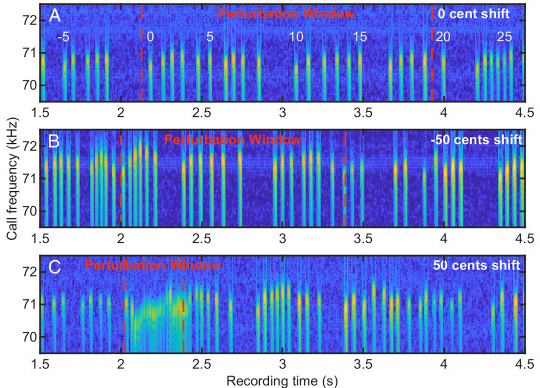 A Perturbation Window 0 cent shift
-5 0 5 10 15 20 25
72
71
70
1.5 2 2.5 3 3.5 4 4.5
B Perturbation Window -50 cents shift
72
71
70
1.5 2 2.5 3 3.5 4 4.5
C Perturbation Window 50 cents shift
72
71
70
1.5 2 2.5 3 3.5 4 4.5
Call frequency (kHz)
Recording time (s)